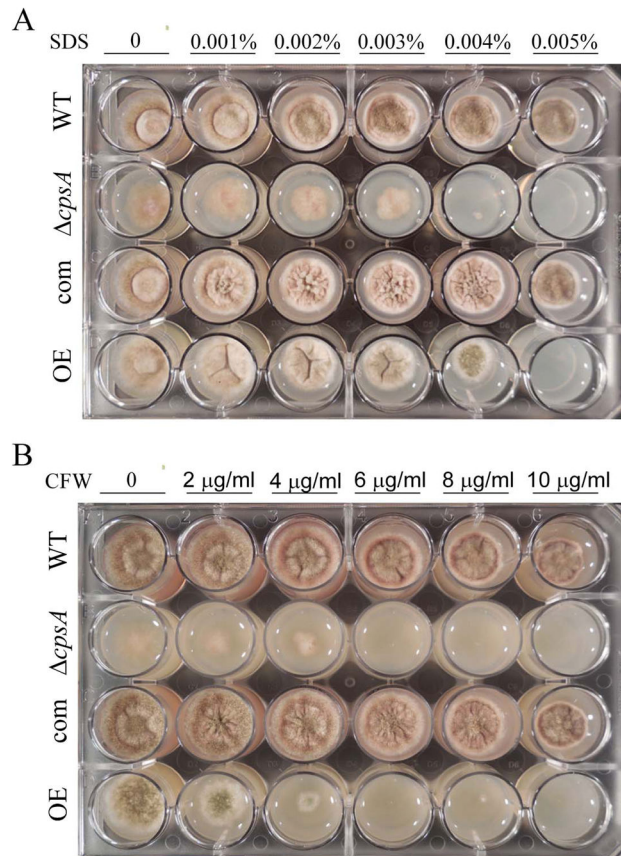 A
SDS 0 0.001% 0.002% 0.003% 0.004% 0.005%
WT
ΔcpsA
com
OE
B
CFW 0 2 μg/ml 4 μg/ml 6 μg/ml 8 μg/ml 10 μg/ml
WT
ΔcpsA
com
OE